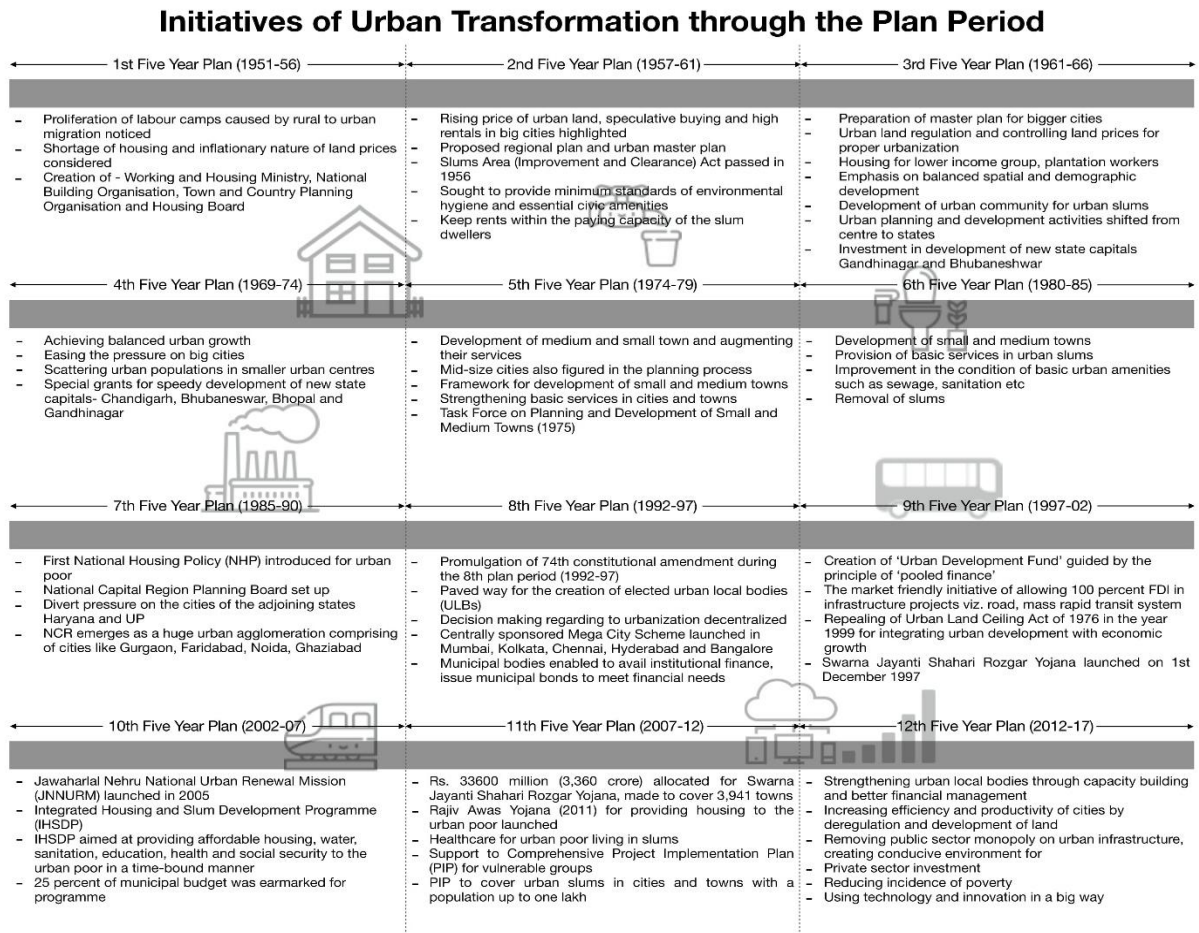 Initiatives of Urban Transformation through the Plan Period
1st Five Year Plan (1951-56)
- Proliferation of labour camps caused by rural to urban
migration noticed
- Shortage of housing and inflationary nature of land prices
considered
- Creation of - Working and Housing Ministry, National
Building Organisation, Town and Country Planning
Organisation and Housing Board
2nd Five Year Plan (1957-61)
- Rising price of urban land, speculative buying and high
rentals in big cities highlighted
- Proposed regional plan and urban master plan
- Slums Area (Improvement and Clearance) Act passed in
1956
- Sought to provide minimum standards of environmental
hygiene and essential civic amenities
- Keep rents within the paying capacity of the slum
dwellers
3rd Five Year Plan (1961-66)
- Preparation of master plan for bigger cities
- Urban land regulation and controlling land prices for
proper urbanization
- Housing for lower income group, plantation workers
- Emphasis on balanced spatial and demographic
development
- Development of urban community for urban slums
- Urban planning and development activities shifted from
centre to states
- Investment in development of new state capitals
Gandhinagar and Bhubaneshwar
4th Five Year Plan (1969-74)
- Achieving balanced urban growth
- Easing the pressure on big cities
- Scattering urban populations in smaller urban centres
- Special grants for speedy development of new state
capitals- Chandigarh, Bhubaneswar, Bhopal and
Gandhinagar
5th Five Year Plan (1974-79)
- Development of medium and small town and augmenting
their services
- Mid-size cities also figured in the planning process
- Framework for development of small and medium towns
- Strengthening basic services in cities and towns
- Task Force on Planning and Development of Small and
Medium Towns (1975)
6th Five Year Plan (1980-85)
- Development of small and medium towns
- Provision of basic services in urban slums
- Improvement in the condition of basic urban amenities
such as sewage, sanitation etc
- Removal of slums
7th Five Year Plan (1985-90)
- First National Housing Policy (NHP) introduced for urban
poor
- National Capital Region Planning Board set up
- Divert pressure on the cities of the adjoining states
Haryana and UP
- NCR emerges as a huge urban agglomeration comprising
of cities like Gurgaon, Faridabad, Noida, Ghaziabad
8th Five Year Plan (1992-97)
- Promulgation of 74th constitutional amendment during
the 8th plan period (1992-97)
- Paved way for the creation of elected urban local bodies
(ULBs)
- Decision making regarding to urbanization decentralized
- Centrally sponsored Mega City Scheme launched in
Mumbai, Kolkata, Chennai, Hyderabad and Bangalore
- Municipal bodies enabled to avail institutional finance,
issue municipal bonds to meet financial needs
9th Five Year Plan (1997-02)
- Creation of ‘Urban Development Fund’ guided by the
principle of ‘pooled finance’
- The market friendly initiative of allowing 100 percent FDI in
infrastructure projects viz. road, mass rapid transit system
- Repealing of Urban Land Ceiling Act of 1976 in the year
1999 for integrating urban development with economic
growth
- Swarna Jayanti Shahari Rozgar Yojana launched on 1st
December 1997
10th Five Year Plan (2002-07)
- Jawaharlal Nehru National Urban Renewal Mission
(JNNURM) launched in 2005
- Integrated Housing and Slum Development Programme
(IHSDP)
- IHSDP aimed at providing affordable housing, water,
sanitation, education, health and social security to the
urban poor in a time-bound manner
- 25 percent of municipal budget was earmarked for
programme
11th Five Year Plan (2007-12)
- Rs. 33600 million (3,360 crore) allocated for Swarna
Jayanti Shahari Rozgar Yojana, made to cover 3,941 towns
- Rajiv Awas Yojana (2011) for providing housing to the
urban poor launched
- Healthcare for urban poor living in slums
- Support to Comprehensive Project Implementation Plan
(PIP) for vulnerable groups
- PIP to cover urban slums in cities and towns with a
population up to one lakh
12th Five Year Plan (2012-17)
- Strengthening urban local bodies through capacity building
and better financial management
- Increasing efficiency and productivity of cities by
deregulation and development of land
- Removing public sector monopoly on urban infrastructure,
creating conducive environment for
- Private sector investment
- Reducing incidence of poverty
- Using technology and innovation in a big way